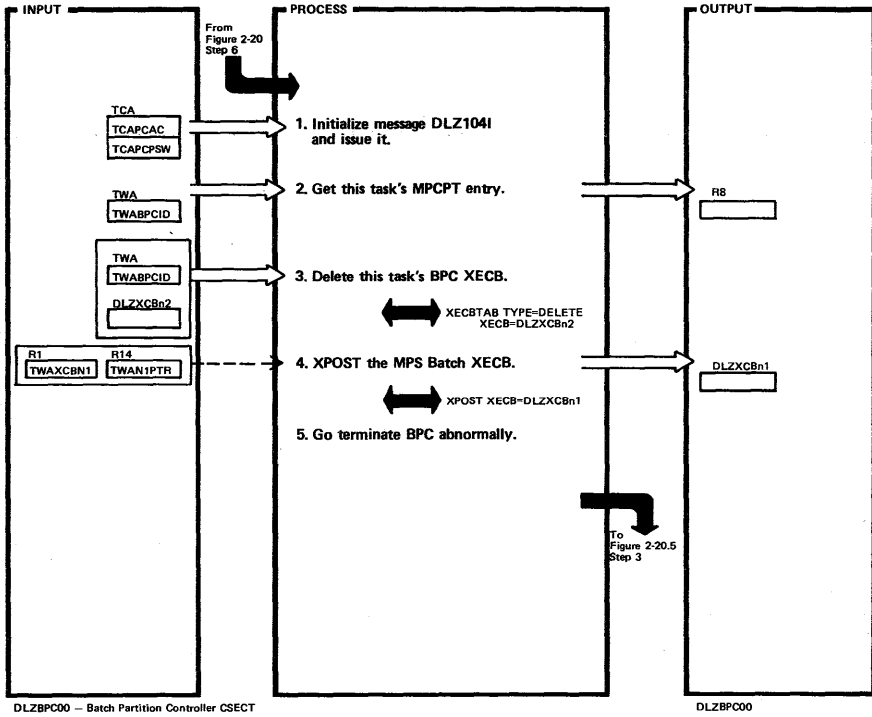 INPUT
PROCESS
OUTPUT
From
Figure 2-20
Step 6
TCA
TCAPCAC
TCAPCPSW
1. Initialize message DLZ104I
and issue it.
TWA
TWABPCID
2. Get this task's MPCPT entry.
R8
TWA
TWABPCID
DLZXCBn2
3. Delete this task's BPC XECB.
XECBTAB TYPE=DELETE
XECB=DLZXCBn2
R1 R14
TWAXCBN1 TWAN1PTR
4. XPOST the MPS Batch XECB.
DLZXCBn1
XPOST XECB=DLZXCBn1
5. Go terminate BPC abnormally.
To
Figure 2-20.5
Step 3
DLZBPC00 – Batch Partition Controller CSECT
DLZBPC00